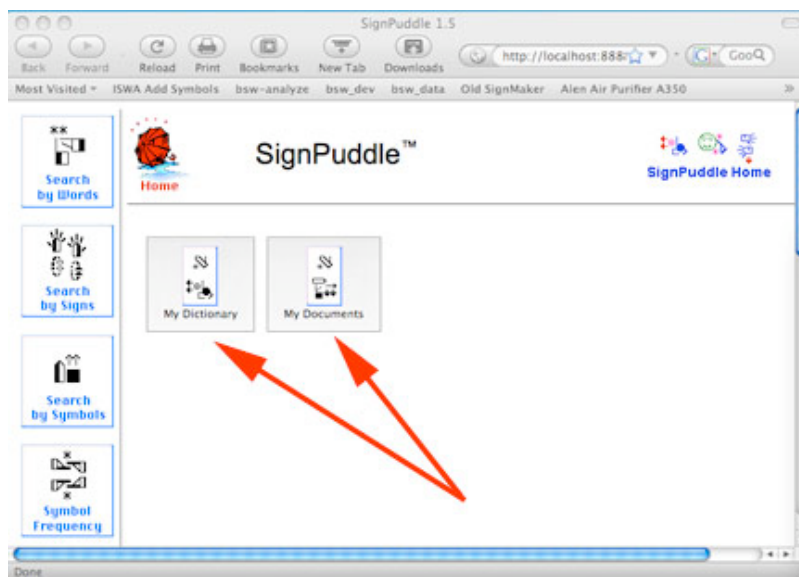 SignPuddle 1.5
Back Forward Reload Print Bookmarks New Tab Downloads http://localhost:888 GooQ
Most Visited ISWA Add Symbols bsw-analyze bsw_dev bsw_data Old SignMaker Alen Air Purifier A350
Search
by Words
Home
SignPuddle™
SignPuddle Home
Search
by Signs
My Dictionary
My Documents
Search
by Symbols
Symbol
Frequency
Done